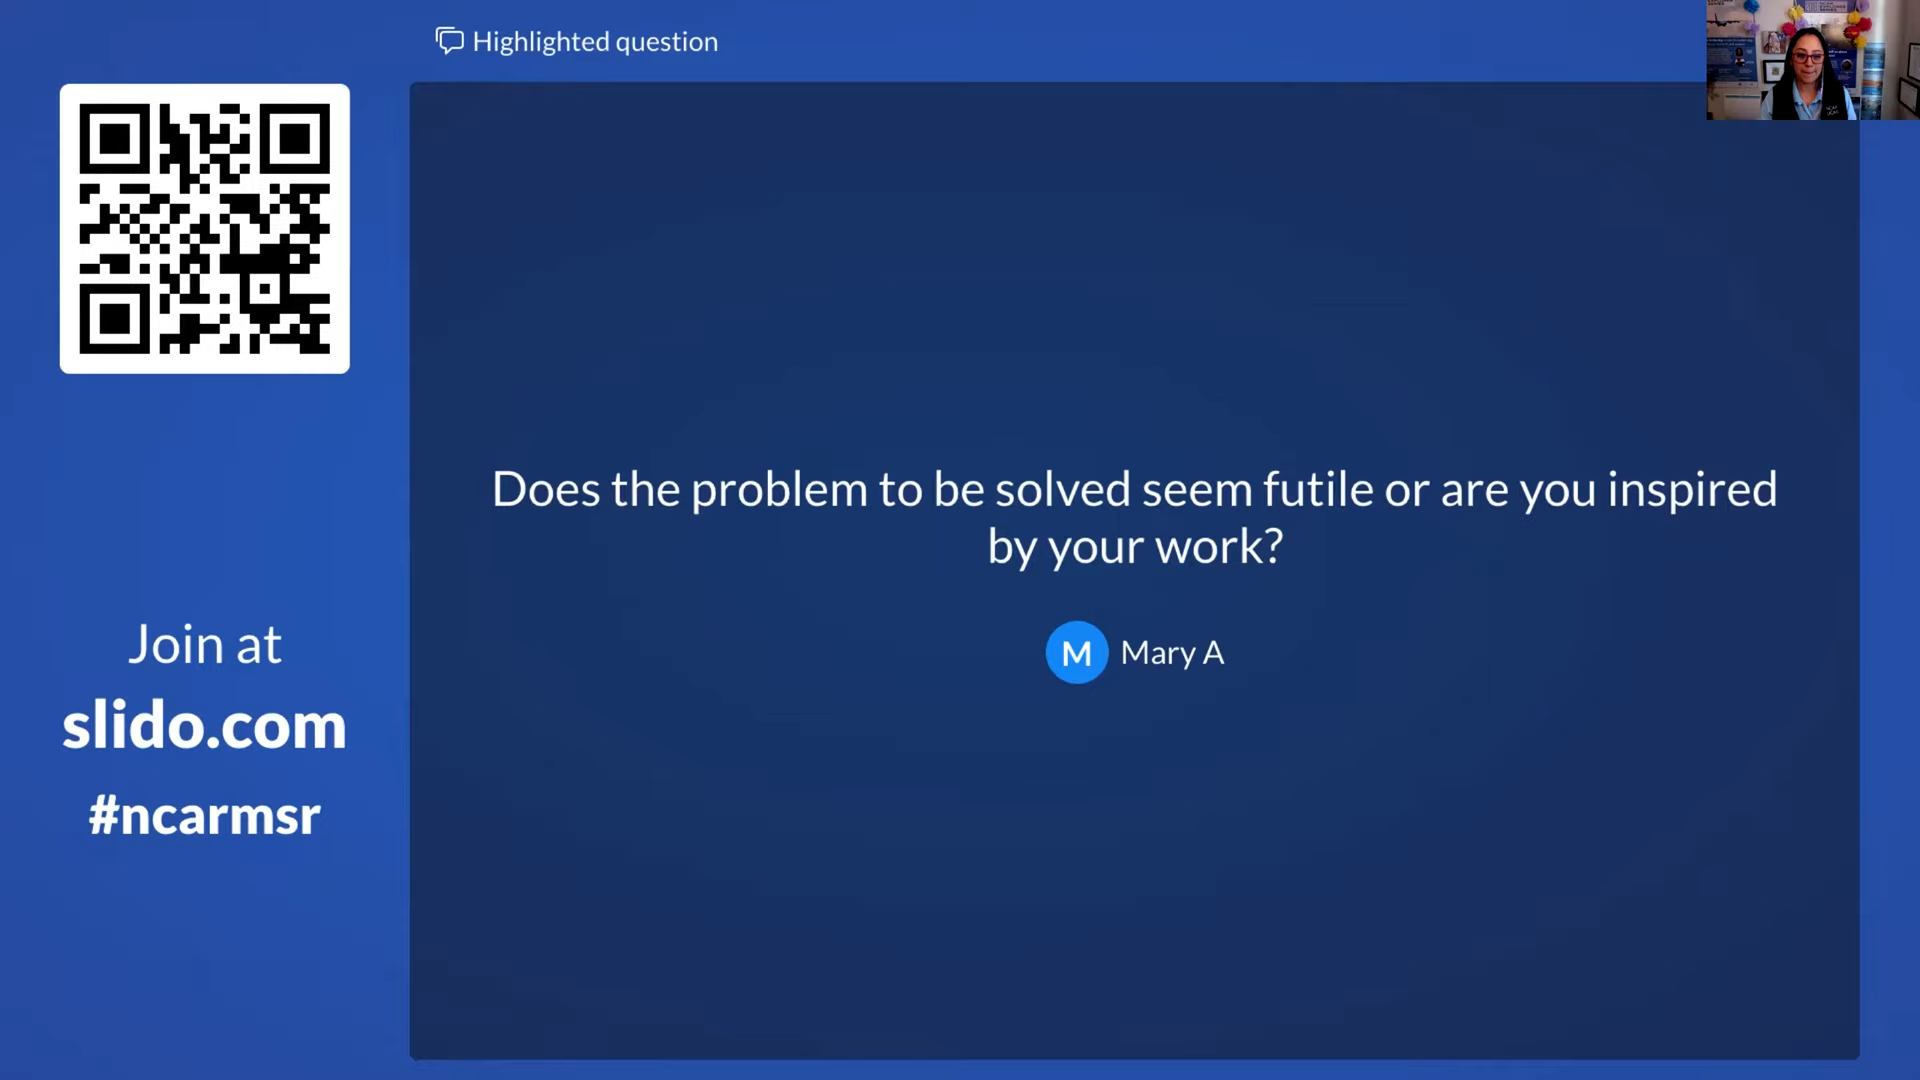 Highlighted question
Does the problem to be solved seem futile or are you inspired
by your work?
M Mary A
Join at
slido.com
#ncarmsr